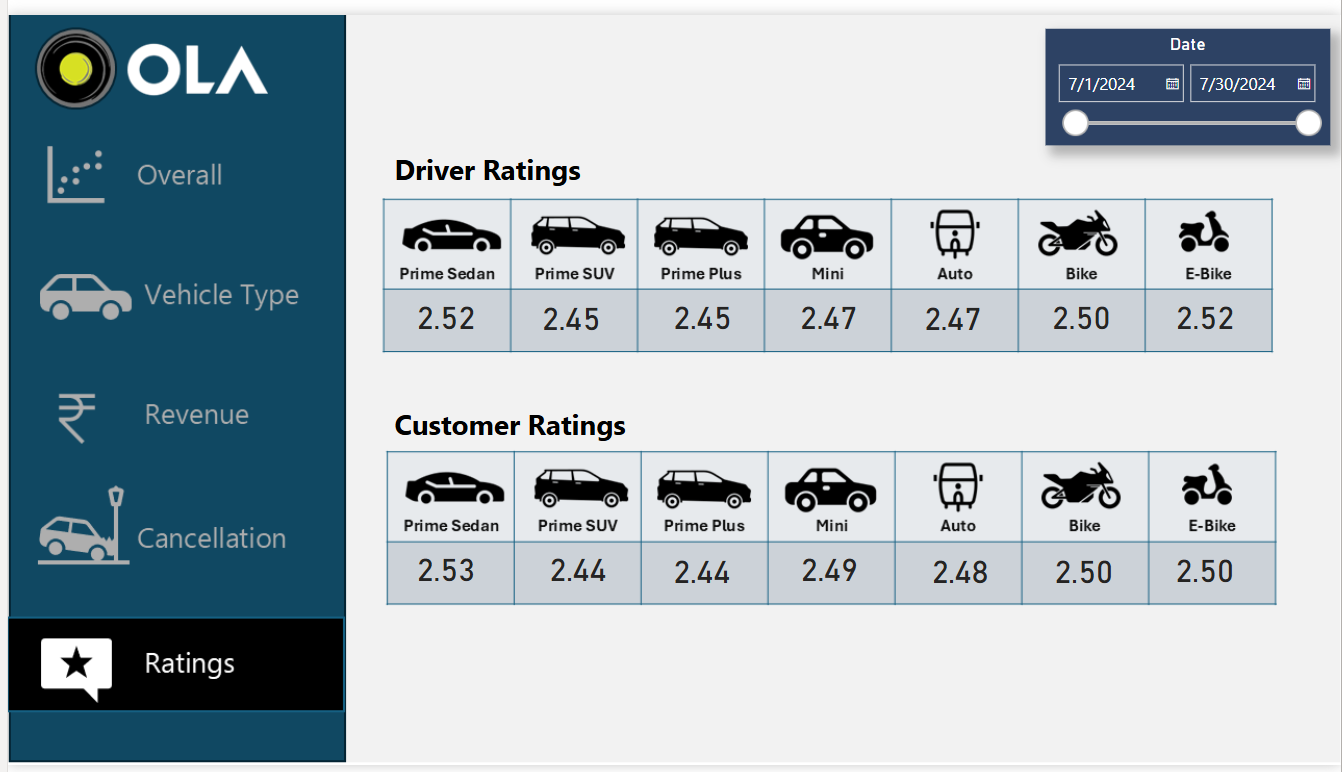 OLA
Overall
Vehicle Type
₹ Revenue
Cancellation
Ratings
Date
7/1/2024 7/30/2024
Driver Ratings
Prime Sedan Prime SUV Prime Plus Mini Auto Bike E-Bike
2.52 2.45 2.45 2.47 2.47 2.50 2.52
Customer Ratings
Prime Sedan Prime SUV Prime Plus Mini Auto Bike E-Bike
2.53 2.44 2.44 2.49 2.48 2.50 2.50